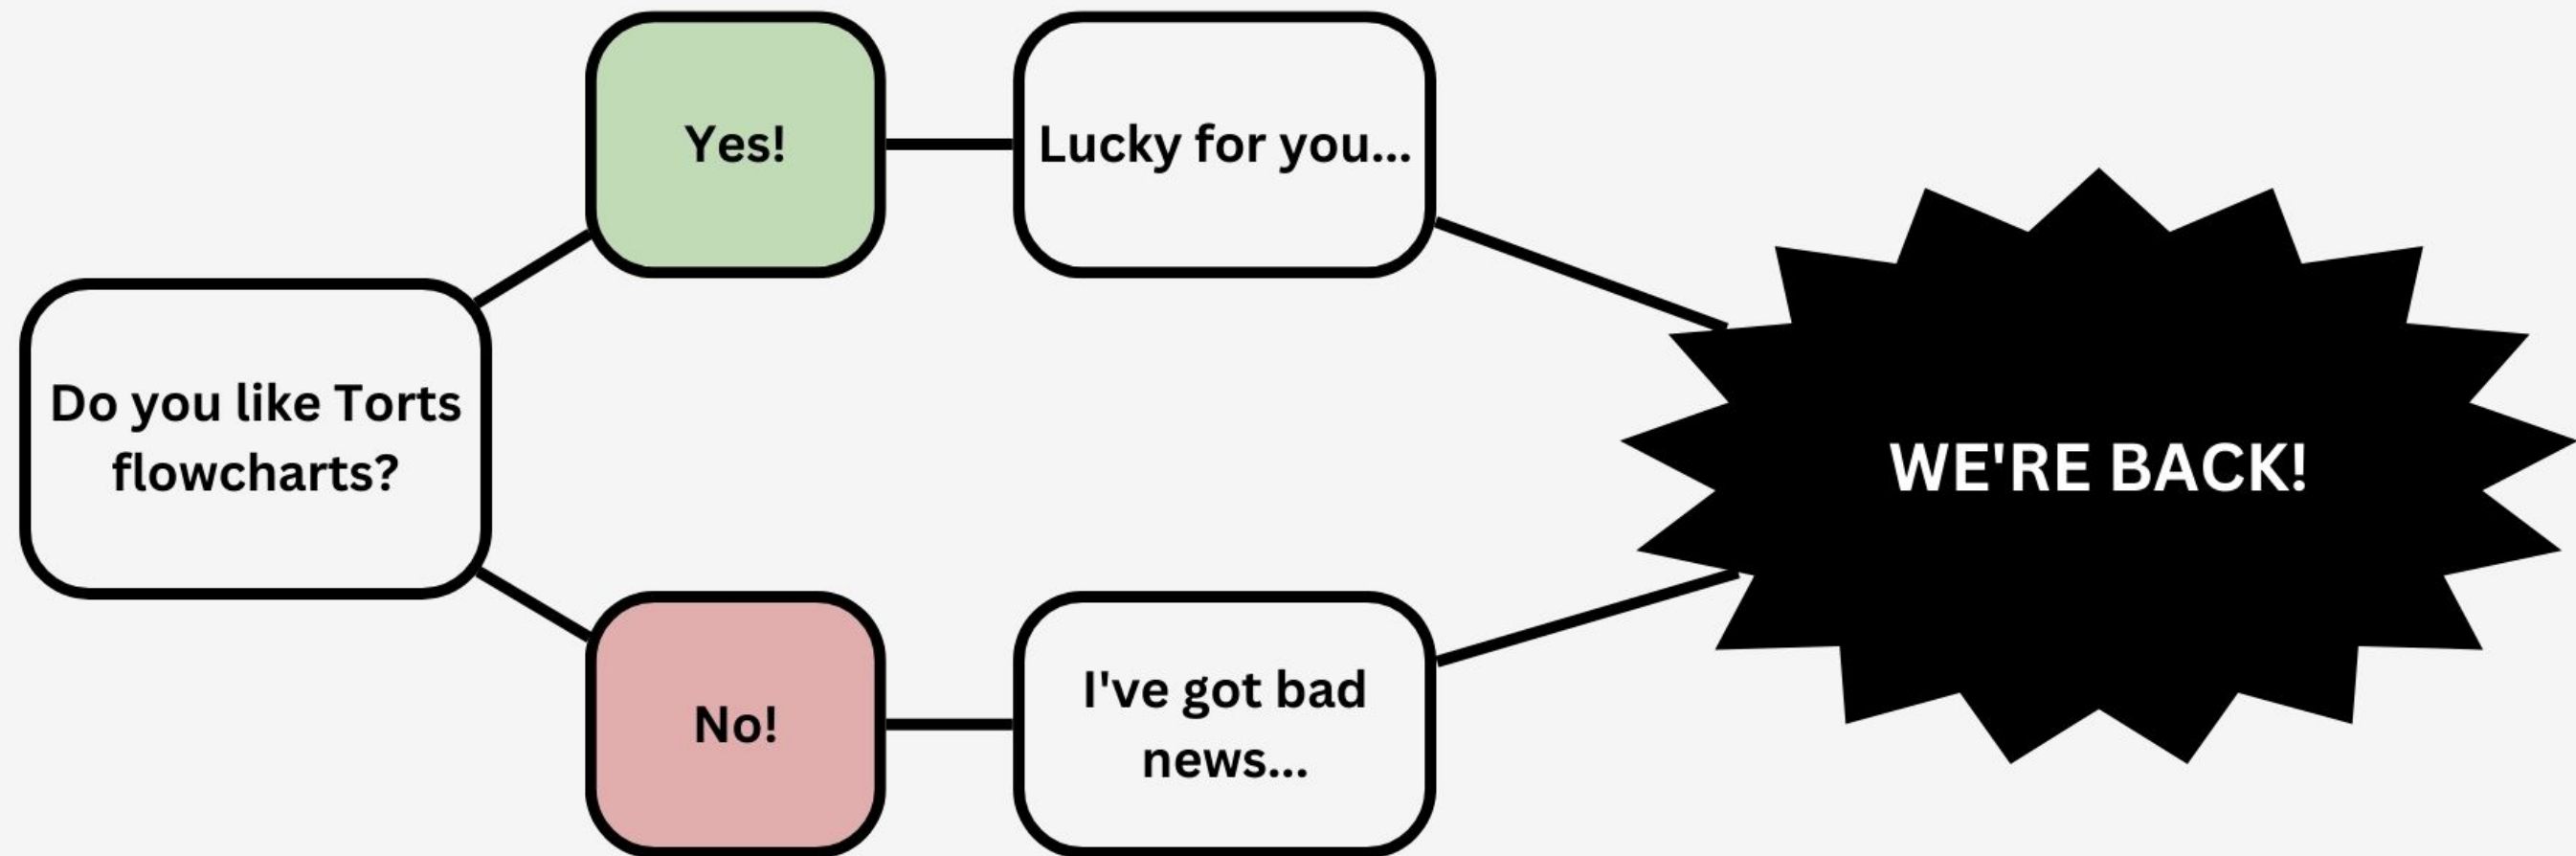 Do you like Torts
flowcharts?
Yes!
Lucky for you...
No!
I've got bad
news...
WE'RE BACK!